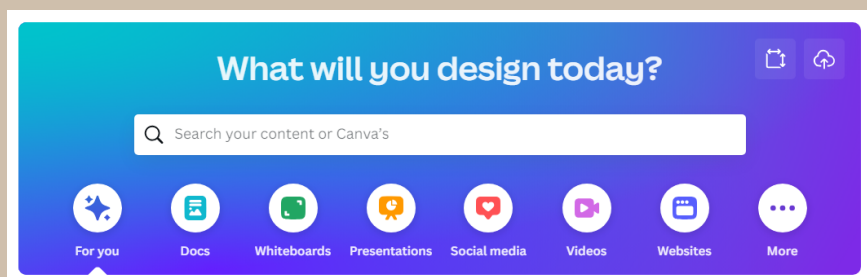 What will you design today?
Search your content or Canva's
For you Docs Whiteboards Presentations Social media Videos Websites More